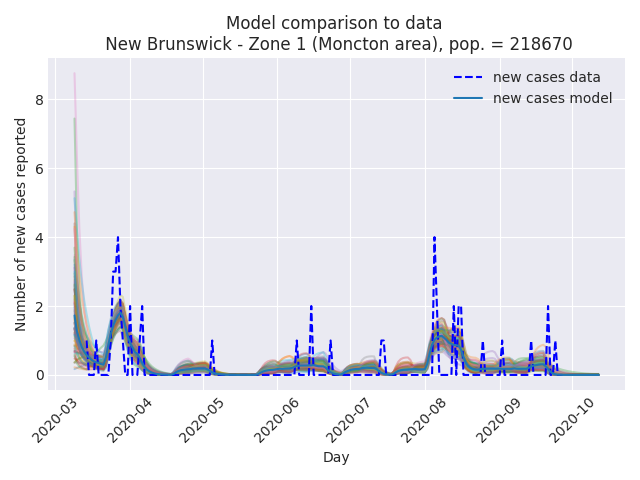 Model comparison to data
New Brunswick - Zone 1 (Moncton area), pop. = 218670
new cases data
new cases model
Number of new cases reported
8
6
4
2
0
2020-03
2020-04
2020-05
2020-06
2020-07
2020-08
2020-09
2020-10
Day